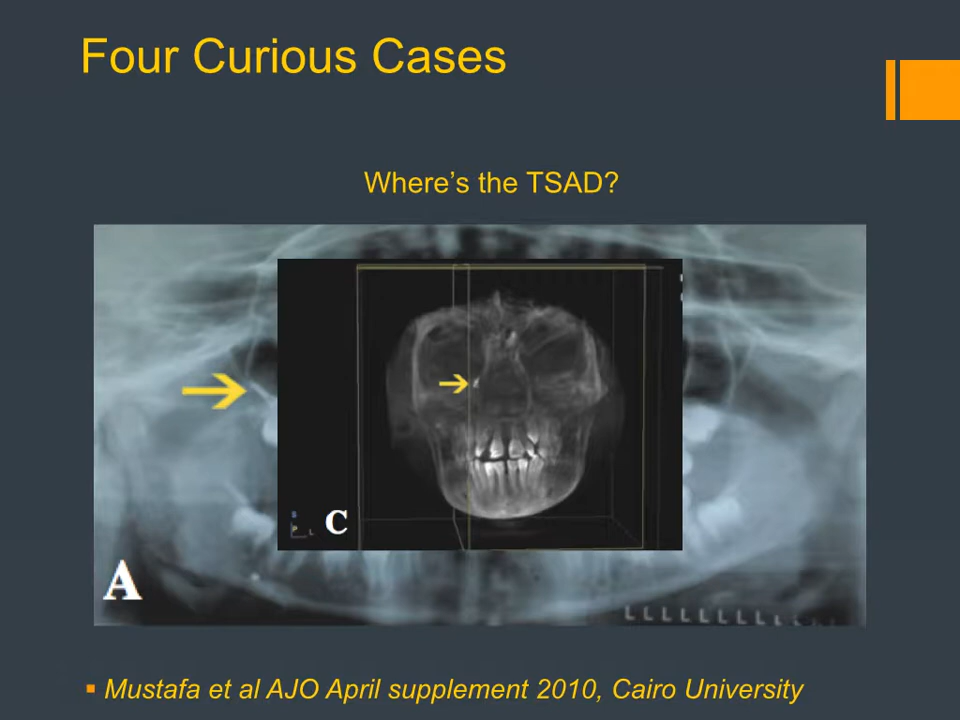 Four Curious Cases
Where's the TSAD?
S
P
L
C
A
L L L L L L L L
Mustafa et al AJO April supplement 2010, Cairo University